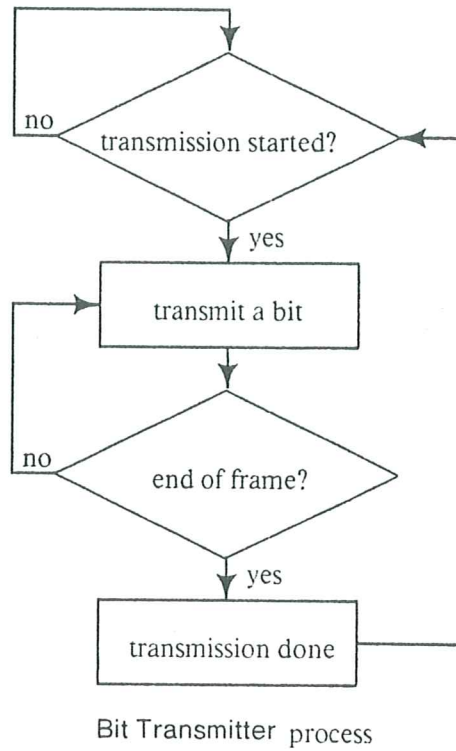 no
transmission started?
yes
transmit a bit
no
end of frame?
yes
transmission done
Bit Transmitter process